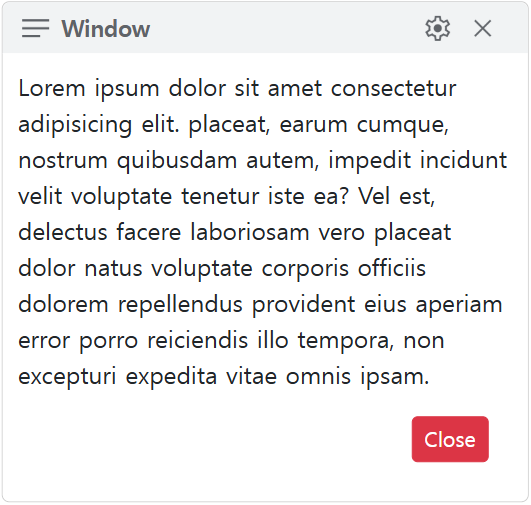 Window
Lorem ipsum dolor sit amet consectetur
adipisicing elit. placeat, earum cumque,
nostrum quibusdam autem, impedit incidunt
velit voluptate tenetur iste ea? Vel est,
delectus facere laboriosam vero placeat
dolor natus voluptate corporis officiis
dolorem repellendus provident eius aperiam
error porro reiciendis illo tempora, non
excepturi expedita vitae omnis ipsam.
Close